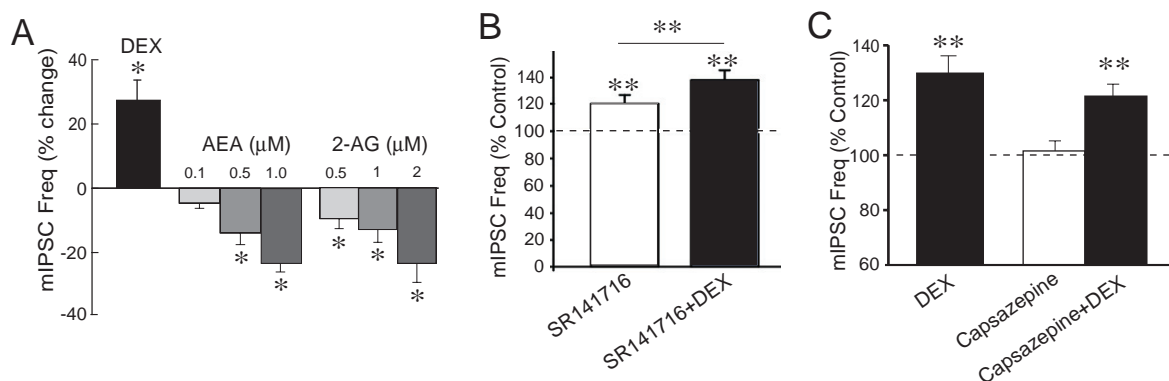 A
mIPSC Freq (% change)
40
20
0
-20
-40
DEX
*
AEA (μM)
0.1 0.5 1.0
* *
2-AG (μM)
0.5 1 2
* * *
B
mIPSC Freq (% Control)
140
120
100
80
60
40
20
0
**
** **
SR141716
SR141716+DEX
C
mIPSC Freq (% Control)
140
120
100
80
60
**
**
DEX
Capsazepine
Capsazepine+DEX